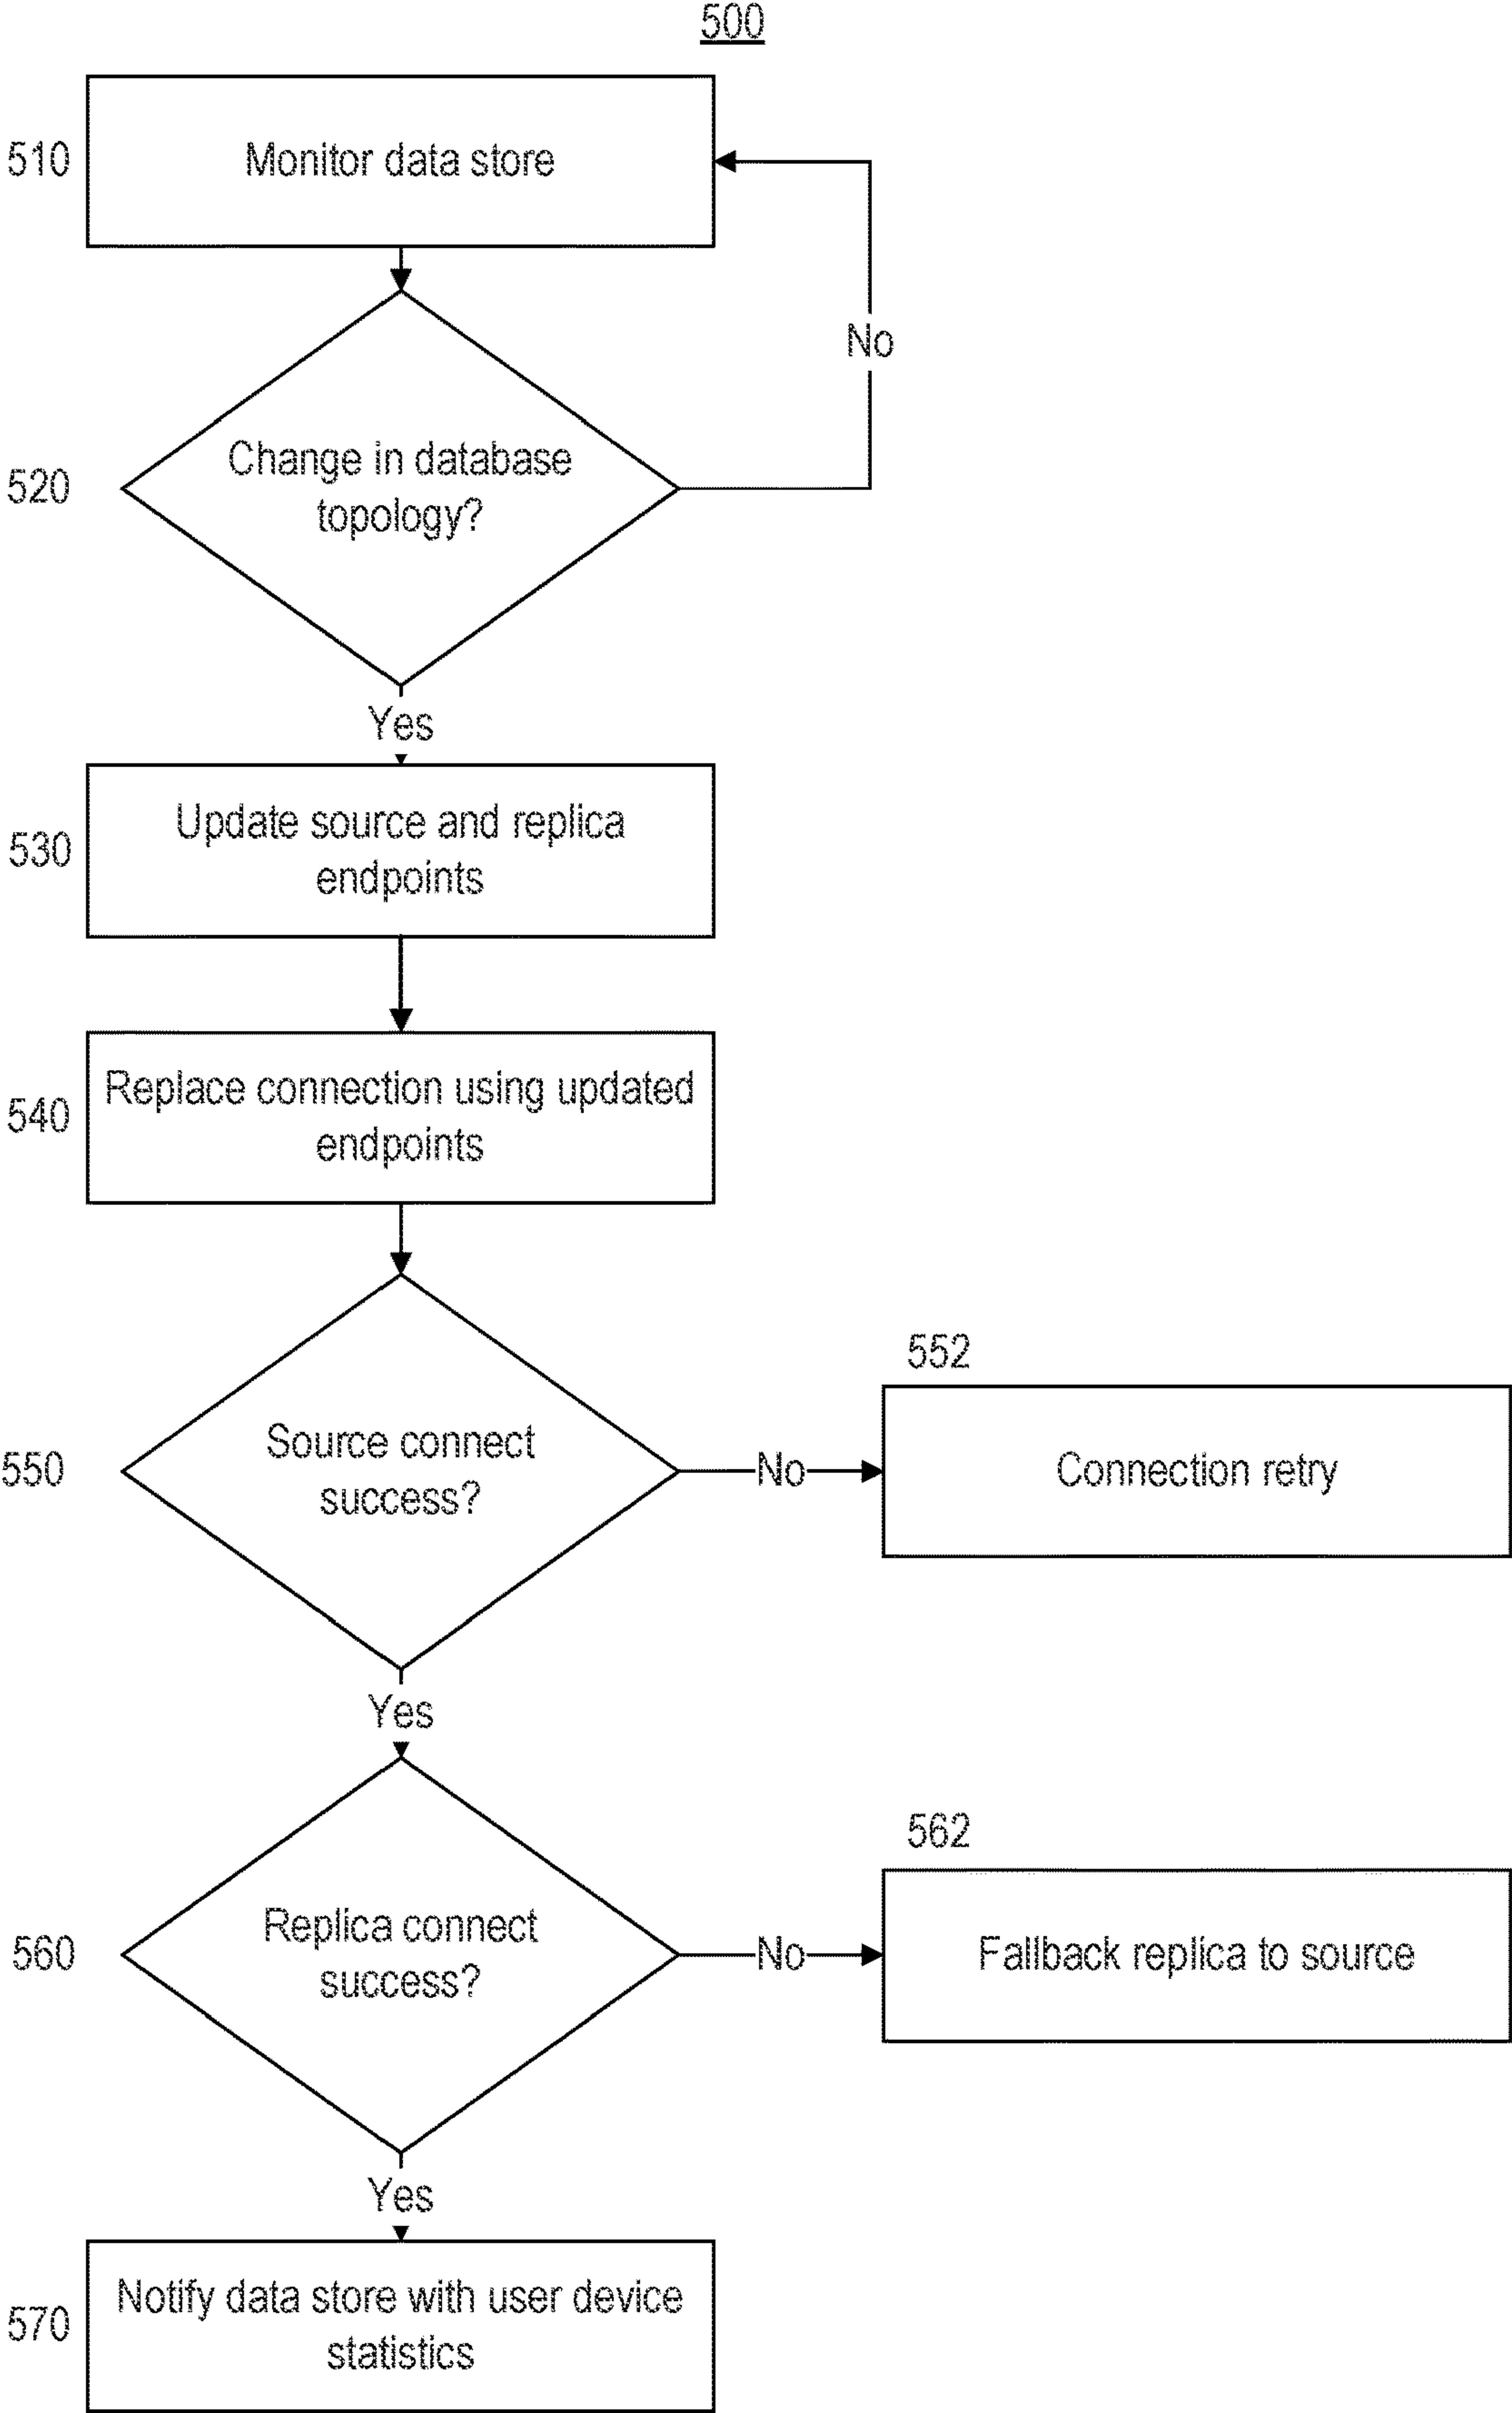 500
510
Monitor data store
No
520
Change in database
topology?
Yes
530
Update source and replica
endpoints
540
Replace connection using updated
endpoints
552
550
Source connect
success?
No
Connection retry
Yes
562
560
Replica connect
success?
No
Fallback replica to source
Yes
570
Notify data store with user device
statistics